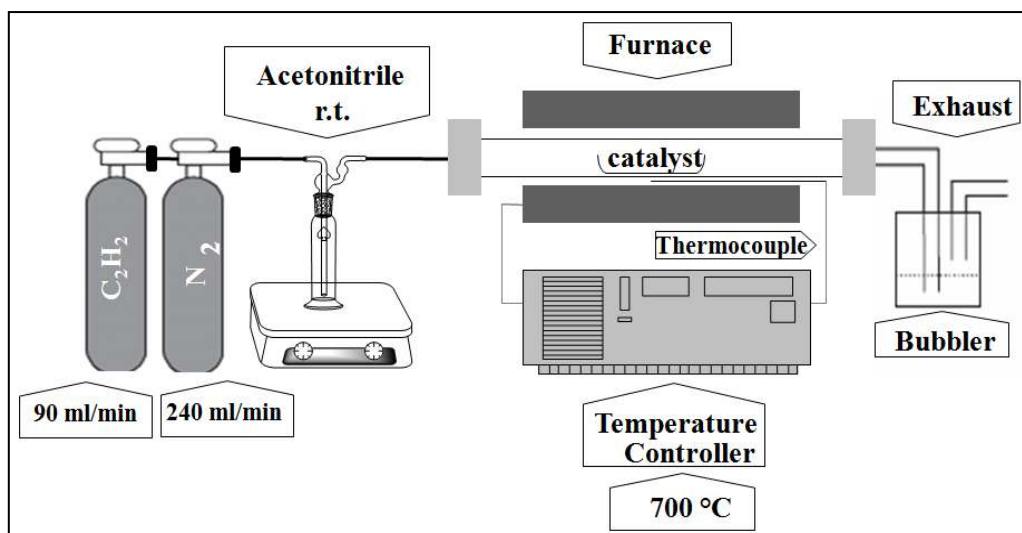 Furnace
Acetonitrile
r.t.
Exhaust
catalyst
C₂H₂
N₂
Thermocouple
Bubbler
90 ml/min
240 ml/min
Temperature
Controller
700 °C